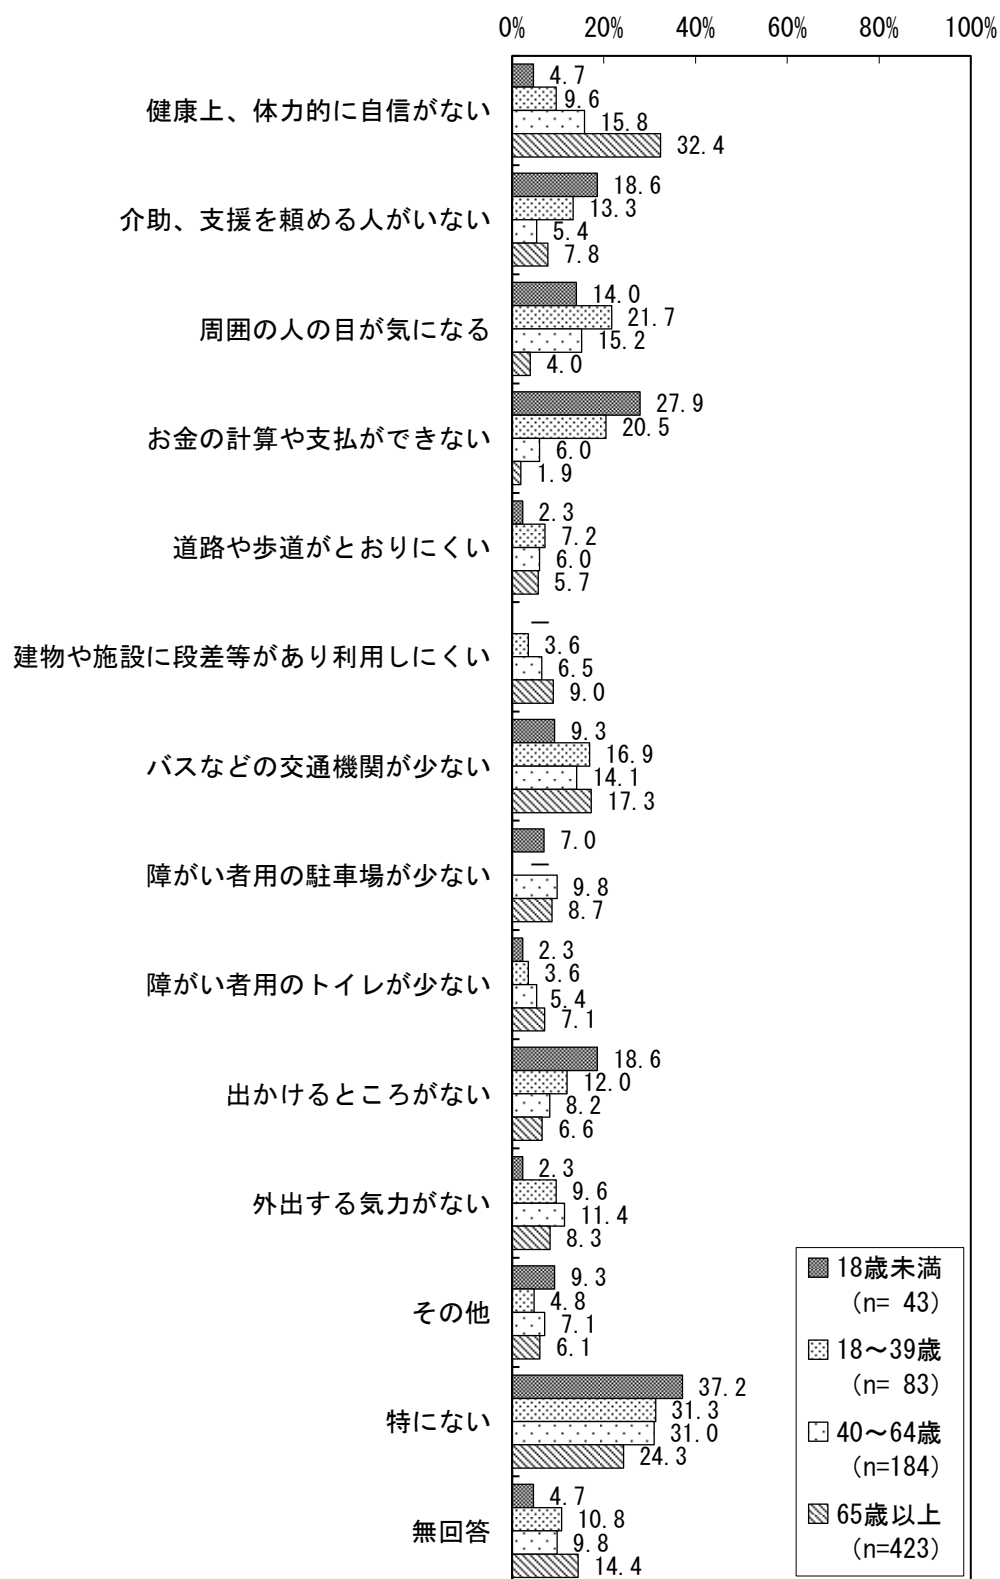 0% 20% 40% 60% 80% 100%
健康上、体力的に自信がない
4.7
9.6
15.8
32.4
介助、支援を頼める人がいない
18.6
13.3
5.4
7.8
周囲の人の目が気になる
14.0
21.7
15.2
4.0
お金の計算や支払ができない
27.9
20.5
6.0
1.9
道路や歩道がとおりにくい
2.3
7.2
6.0
5.7
建物や施設に段差等があり利用しにくい
－
3.6
6.5
9.0
バスなどの交通機関が少ない
9.3
16.9
14.1
17.3
障がい者用の駐車場が少ない
7.0
－
9.8
8.7
障がい者用のトイレが少ない
2.3
3.6
5.4
7.1
出かけるところがない
18.6
12.0
8.2
6.6
外出する気力がない
2.3
9.6
11.4
8.3
その他
9.3
4.8
7.1
6.1
特にない
37.2
31.3
31.0
24.3
無回答
4.7
10.8
9.8
14.4
18歳未満
(n= 43)
18～39歳
(n= 83)
40～64歳
(n=184)
65歳以上
(n=423)